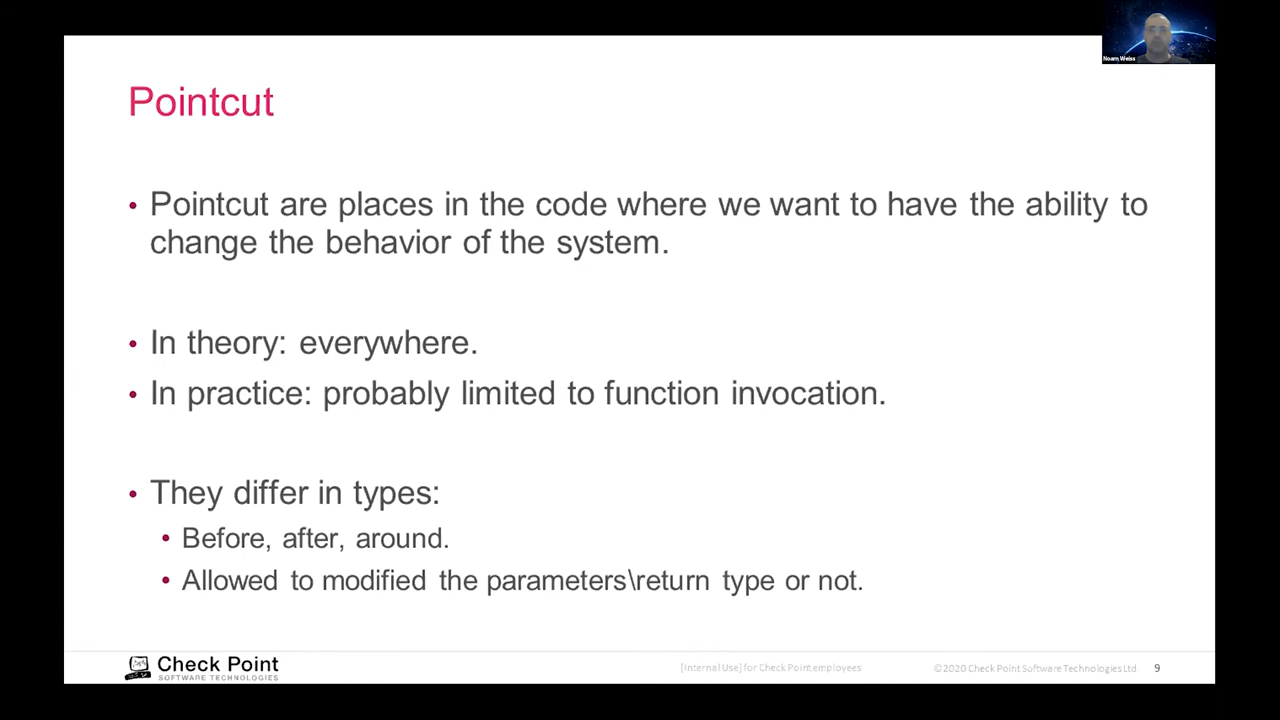 Noam Weiss
Pointcut
• Pointcut are places in the code where we want to have the ability to
change the behavior of the system.
• In theory: everywhere.
• In practice: probably limited to function invocation.
• They differ in types:
• Before, after, around.
• Allowed to modified the parameters\return type or not.
Check Point
SOFTWARE TECHNOLOGIES
[Internal Use] for Check Point employees
©2020 Check Point Software Technologies Ltd.
9